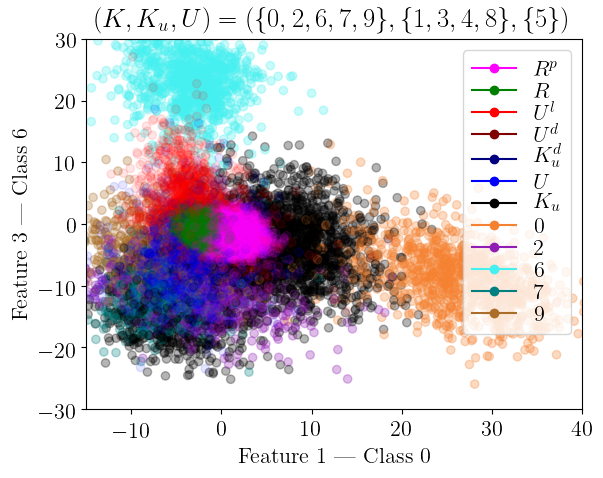 (K, K_u, U) = ({0, 2, 6, 7, 9}, {1, 3, 4, 8}, {5})
30
20
10
0
−10
−20
−30
Feature 3 — Class 6
R^p
R
U^l
U^d
K_u^d
U
K_u
0
2
6
7
9
−10
0
10
20
30
40
Feature 1 — Class 0